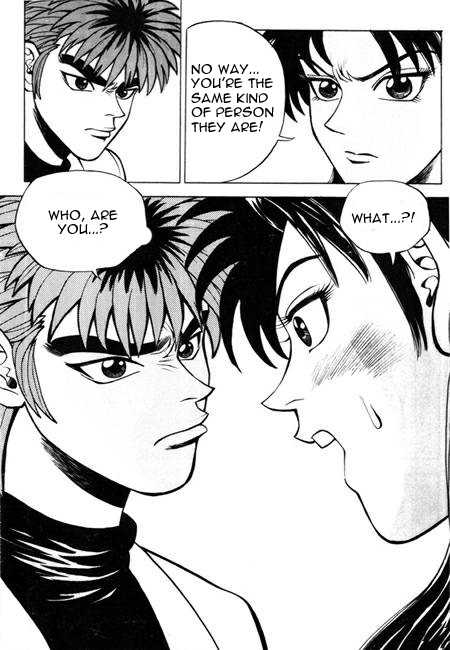 NO WAY...
YOU'RE THE
SAME KIND
OF PERSON
THEY ARE!
WHO, ARE
YOU...?
WHAT...?!